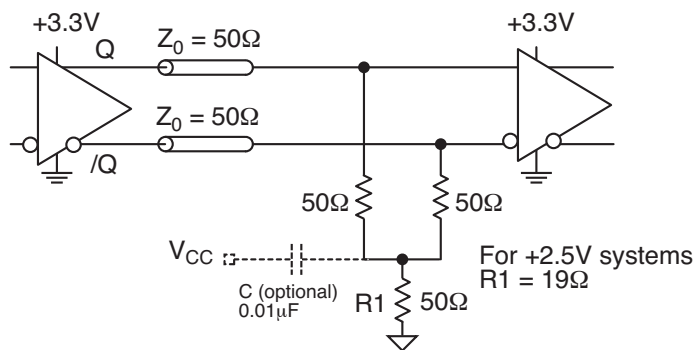 +3.3V
Q
Z0 = 50Ω
+3.3V
Z0 = 50Ω
/Q
50Ω
50Ω
VCC
C (optional)
0.01µF
R1
50Ω
For +2.5V systems
R1 = 19Ω